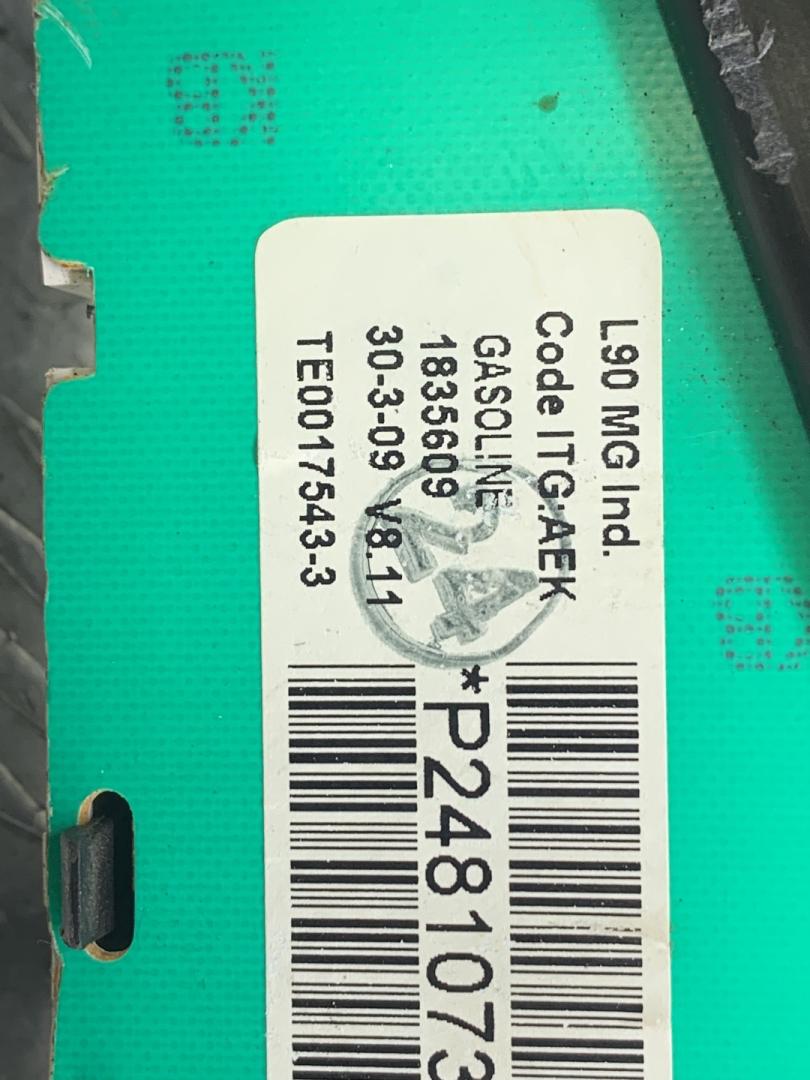 L90 MG Ind.
Code ITG:AEK
GASOLINE
1835609
30-3-09 V8.11
TE0017543-3
*P2481073